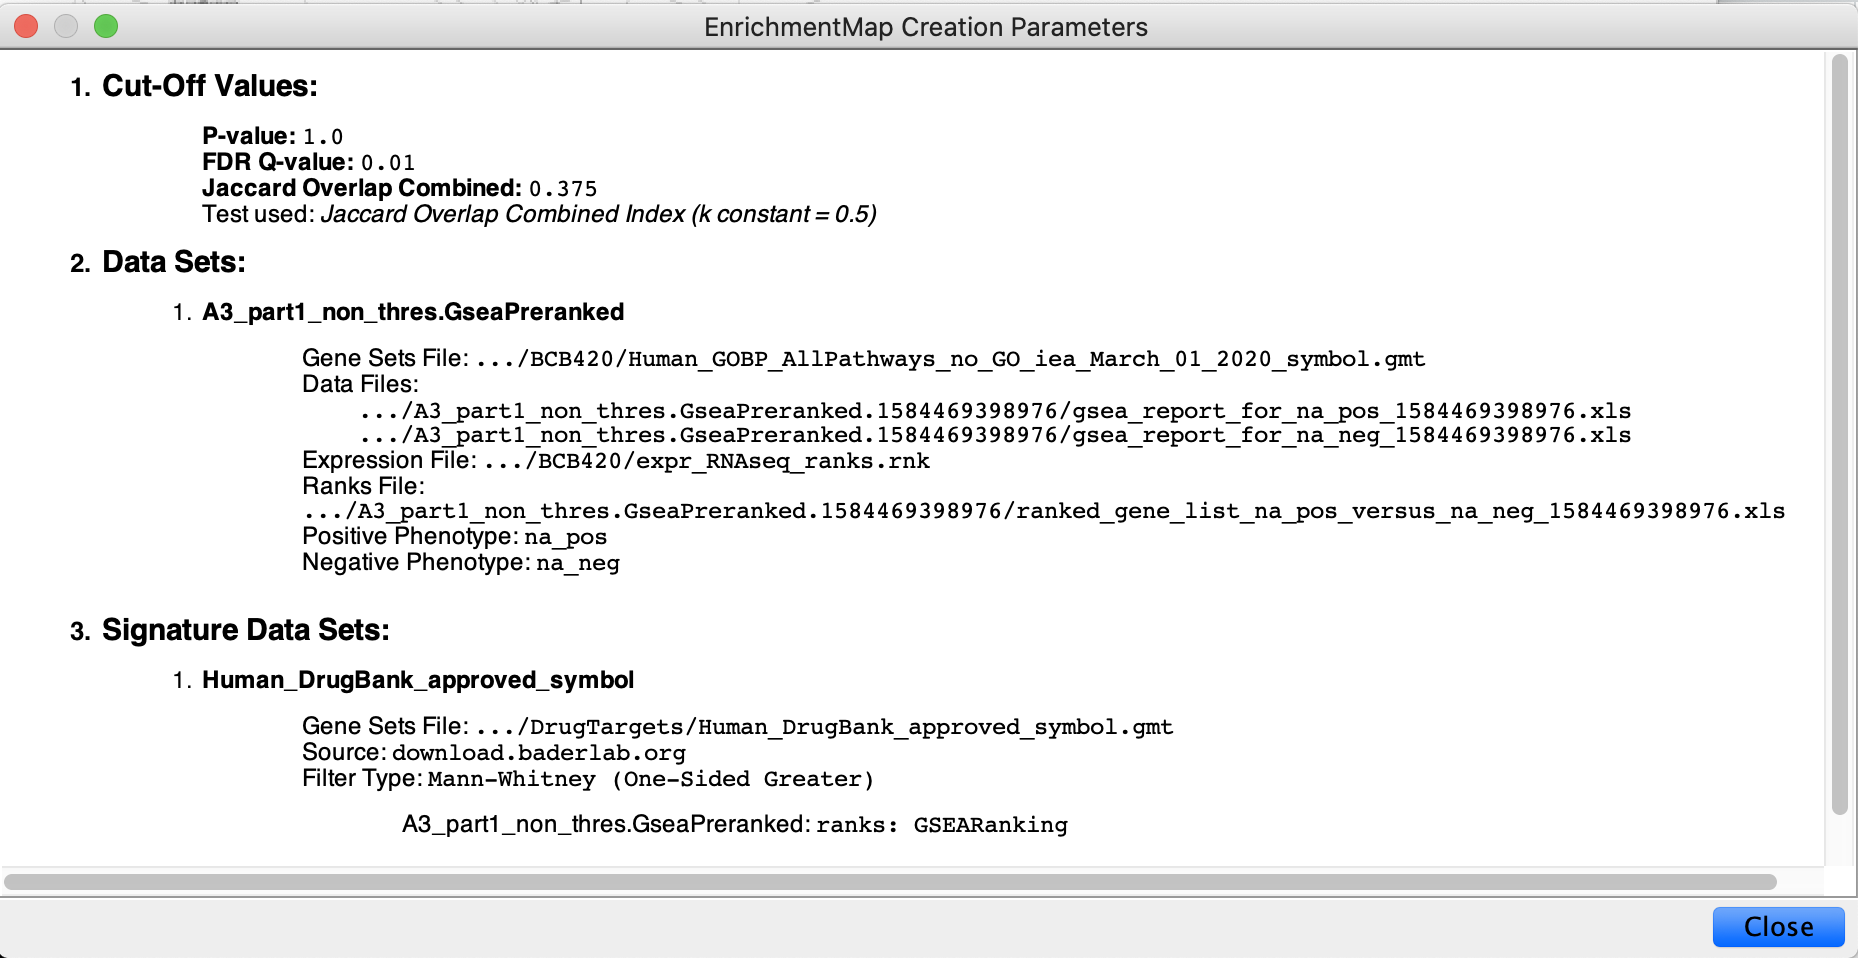 EnrichmentMap Creation Parameters
1. Cut-Off Values:
P-value: 1.0
FDR Q-value: 0.01
Jaccard Overlap Combined: 0.375
Test used: Jaccard Overlap Combined Index (k constant = 0.5)
2. Data Sets:
1. A3_part1_non_thres.GseaPreranked
Gene Sets File: .../BCB420/Human_GOBP_AllPathways_no_GO_iea_March_01_2020_symbol.gmt
Data Files:
.../A3_part1_non_thres.GseaPreranked.1584469398976/gsea_report_for_na_pos_1584469398976.xls
.../A3_part1_non_thres.GseaPreranked.1584469398976/gsea_report_for_na_neg_1584469398976.xls
Expression File: .../BCB420/expr_RNAseq_ranks.rnk
Ranks File:
.../A3_part1_non_thres.GseaPreranked.1584469398976/ranked_gene_list_na_pos_versus_na_neg_1584469398976.xls
Positive Phenotype: na_pos
Negative Phenotype: na_neg
3. Signature Data Sets:
1. Human_DrugBank_approved_symbol
Gene Sets File: .../DrugTargets/Human_DrugBank_approved_symbol.gmt
Source: download.baderlab.org
Filter Type: Mann-Whitney (One-Sided Greater)
A3_part1_non_thres.GseaPreranked: ranks: GSEARanking
Close